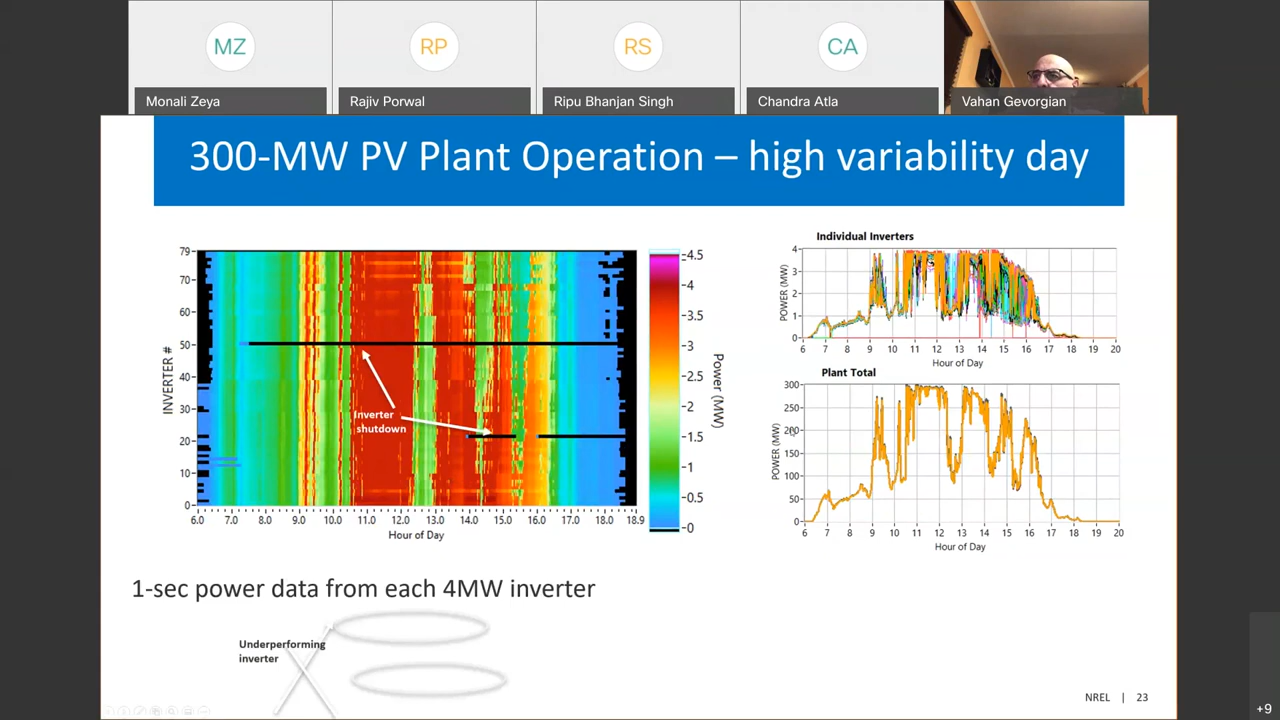 MZ
RP
RS
CA
Monali Zeya
Rajiv Porwal
Ripu Bhanjan Singh
Chandra Atla
Vahan Gevorgian
300-MW PV Plant Operation – high variability day
79
70
60
50
40
30
20
10
0
INVERTER #
6.0 7.0 8.0 9.0 10.0 11.0 12.0 13.0 14.0 15.0 16.0 17.0 18.0 18.9
Hour of Day
Inverter
shutdown
4.5
4
3.5
3
2.5
2
1.5
1
0.5
0
Power (MW)
Individual Inverters
4
3
2
1
0
POWER (MW)
6 7 8 9 10 11 12 13 14 15 16 17 18 19 20
Hour of Day
Plant Total
300
250
200
150
100
50
0
POWER (MW)
6 7 8 9 10 11 12 13 14 15 16 17 18 19 20
Hour of Day
1-sec power data from each 4MW inverter
Underperforming
inverter
NREL | 23
+9